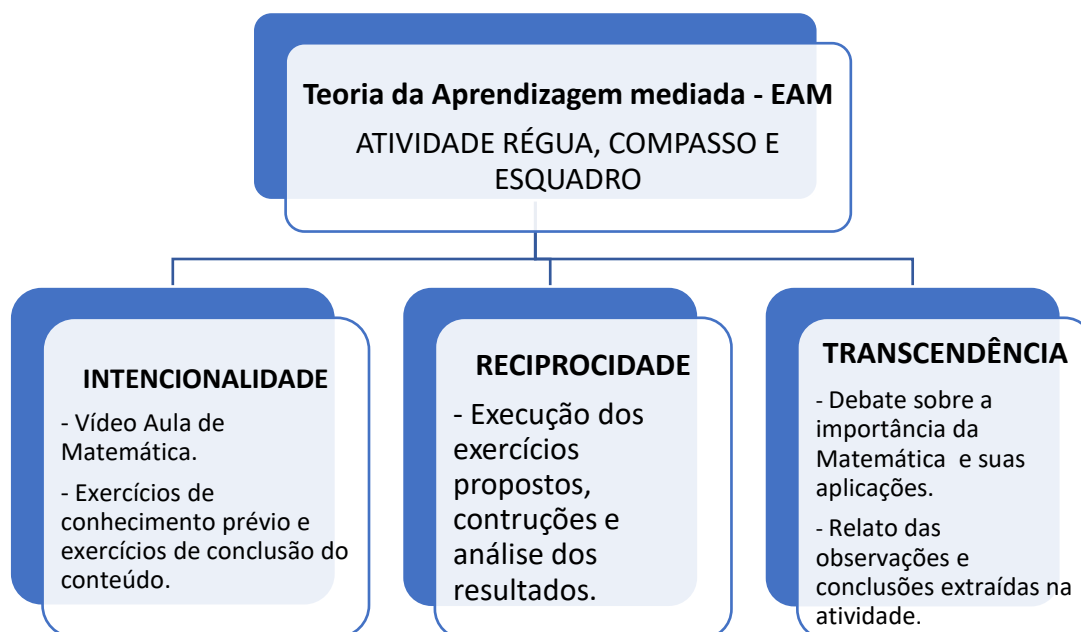 Teoria da Aprendizagem mediada - EAM
ATIVIDADE RÉGUA, COMPASSO E
ESQUADRO
INTENCIONALIDADE
- Vídeo Aula de
Matemática.
- Exercícios de
conhecimento prévio e
exercícios de conclusão do
conteúdo.
RECIPROCIDADE
- Execução dos
exercícios
propostos,
contruções e
análise dos
resultados.
TRANSCENDÊNCIA
- Debate sobre a
importância da
Matemática e suas
aplicações.
- Relato das
observações e
conclusões extraídas na
atividade.